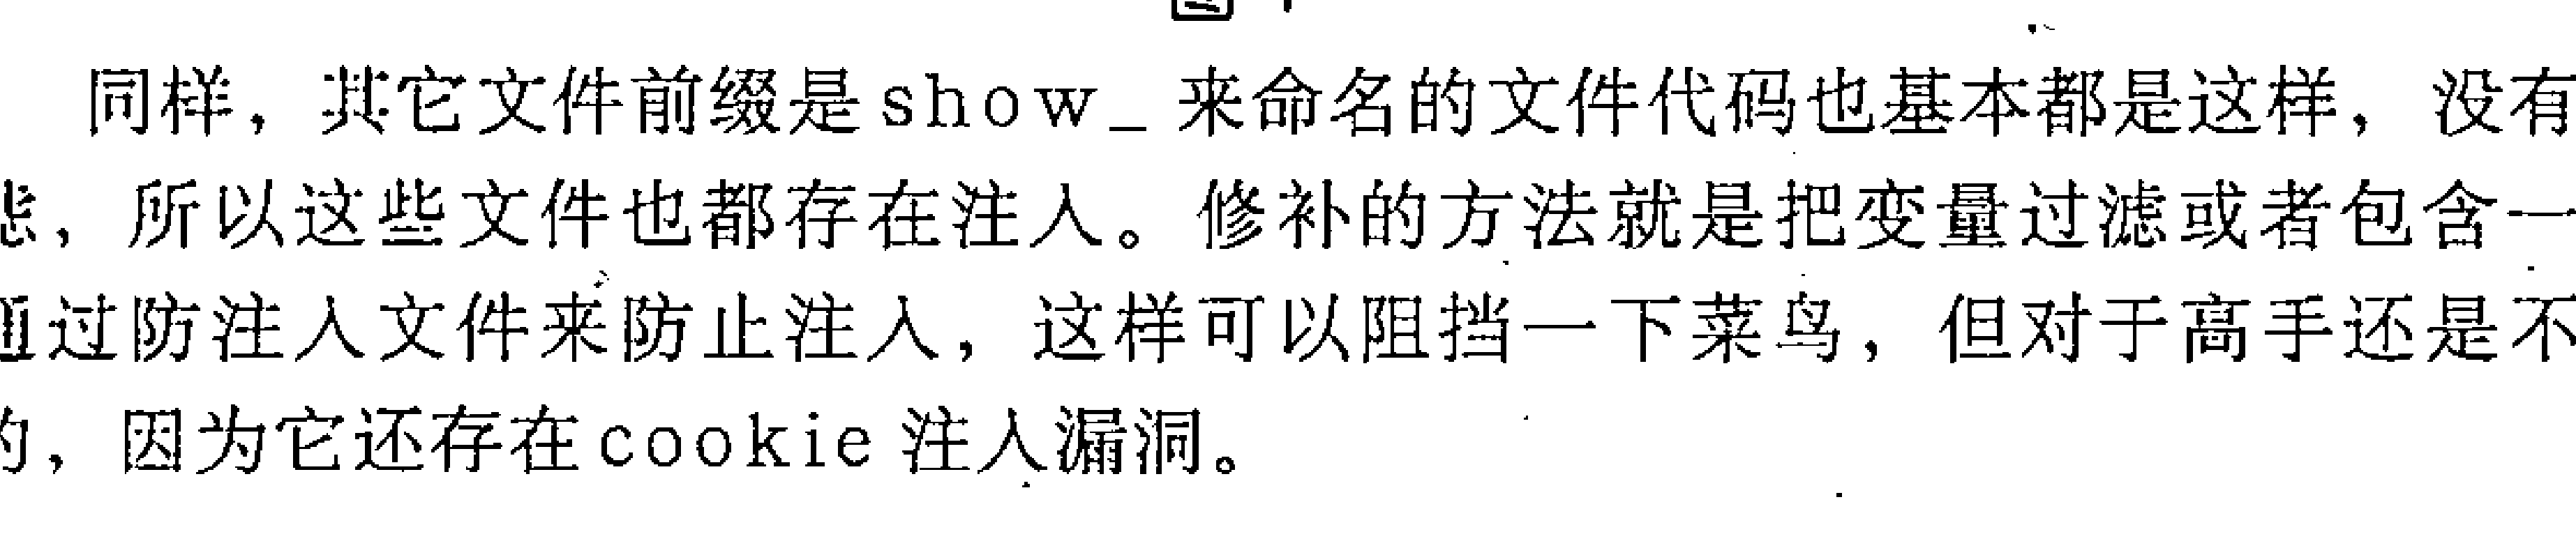 同样，其它文件前缀是show_来命名的文件代码也基本都是这样，没有
，所以这些文件也都存在注入。修补的方法就是把变量过滤或者包含一
过防注入文件来防止注入，这样可以阻挡一下菜鸟，但对于高手还是不
，因为它还存在cookie注入漏洞。